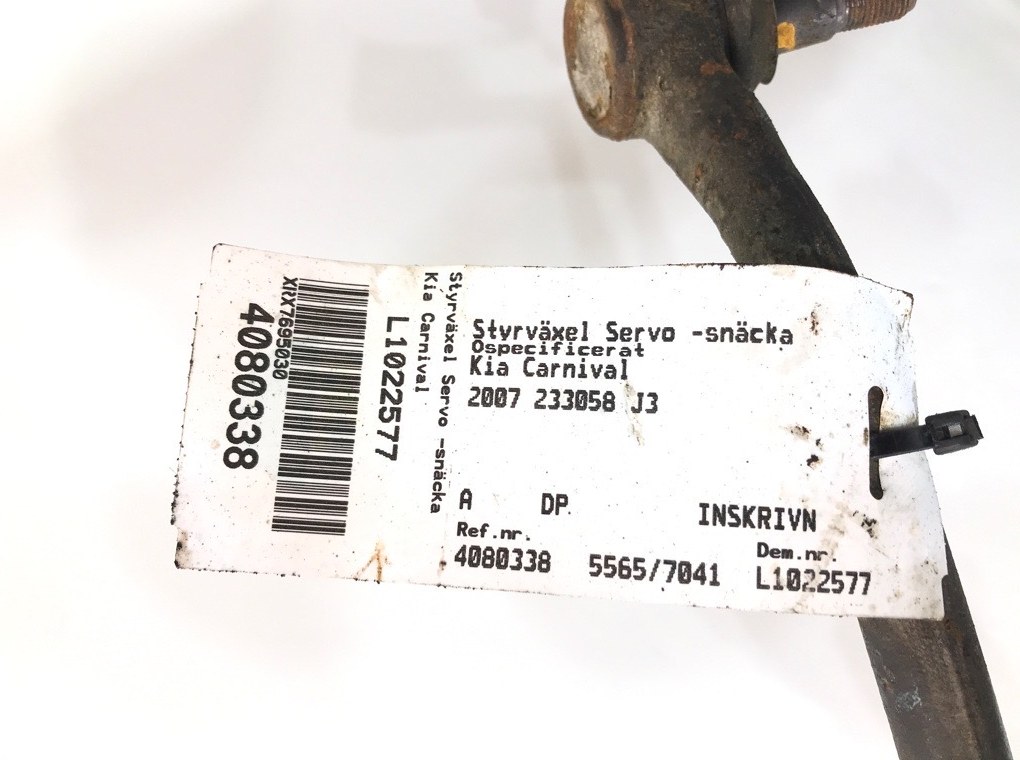 Styrväxel Servo -snäcka
Ospecificerat
Kia Carnival
2007 233058 J3
A DP INSKRIVN
Ref.nr. Dem.nr.
4080338 5565/7041 L1022577
Styrväxel Servo -snäcka
Kia Carnival
L1022577
XRX7695030
4080338